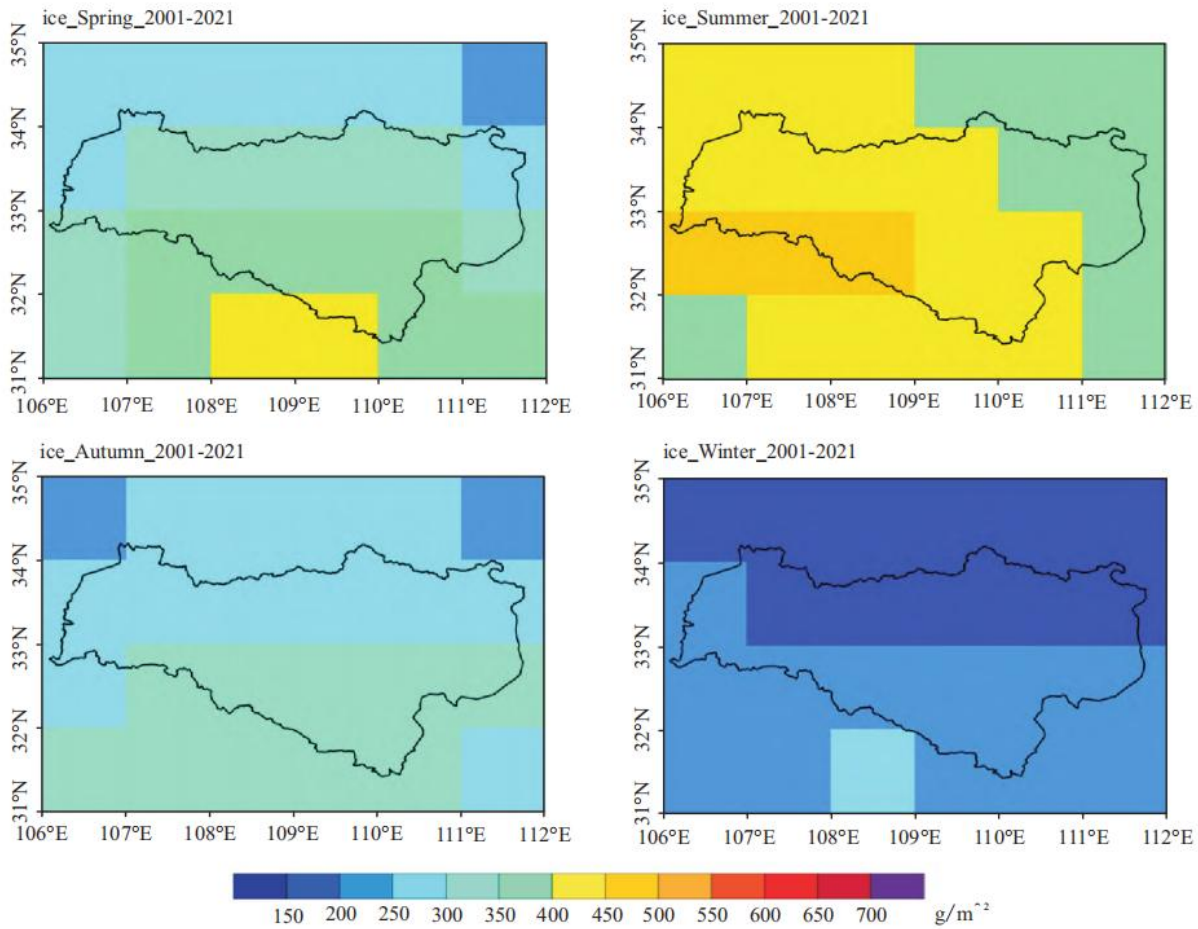 ice_Spring_2001-2021
ice_Summer_2001-2021
35°N
34°N
33°N
32°N
31°N
106°E 107°E 108°E 109°E 110°E 111°E 112°E
35°N
34°N
33°N
32°N
31°N
106°E 107°E 108°E 109°E 110°E 111°E 112°E
ice_Autumn_2001-2021
ice_Winter_2001-2021
35°N
34°N
33°N
32°N
31°N
106°E 107°E 108°E 109°E 110°E 111°E 112°E
35°N
34°N
33°N
32°N
31°N
106°E 107°E 108°E 109°E 110°E 111°E 112°E
150 200 250 300 350 400 450 500 550 600 650 700 g/m^2